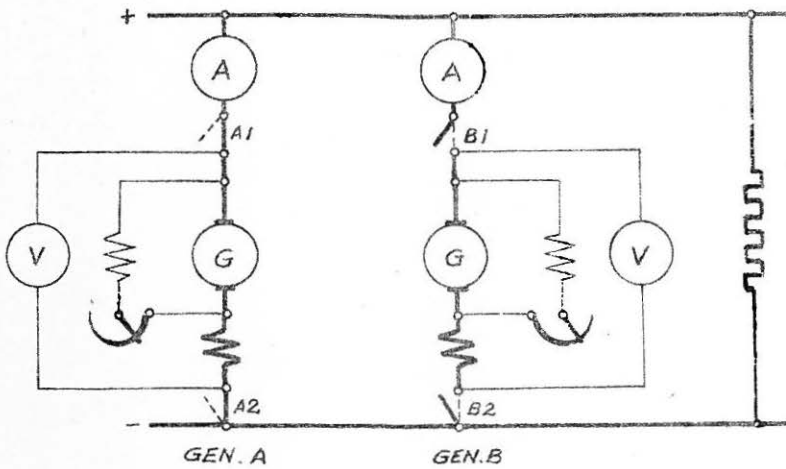 +
A A
A1 B1
V G G V
A2 B2
-
GEN. A GEN. B